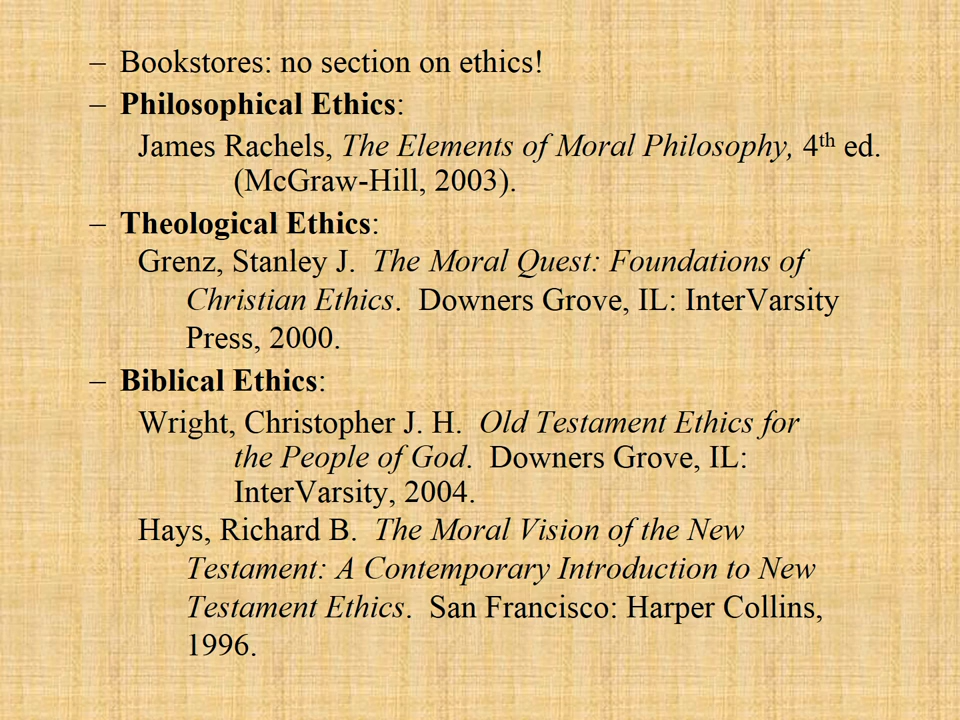 – Bookstores: no section on ethics!
– Philosophical Ethics:
James Rachels, The Elements of Moral Philosophy, 4th ed.
(McGraw-Hill, 2003).
– Theological Ethics:
Grenz, Stanley J. The Moral Quest: Foundations of
Christian Ethics. Downers Grove, IL: InterVarsity
Press, 2000.
– Biblical Ethics:
Wright, Christopher J. H. Old Testament Ethics for
the People of God. Downers Grove, IL:
InterVarsity, 2004.
Hays, Richard B. The Moral Vision of the New
Testament: A Contemporary Introduction to New
Testament Ethics. San Francisco: Harper Collins,
1996.